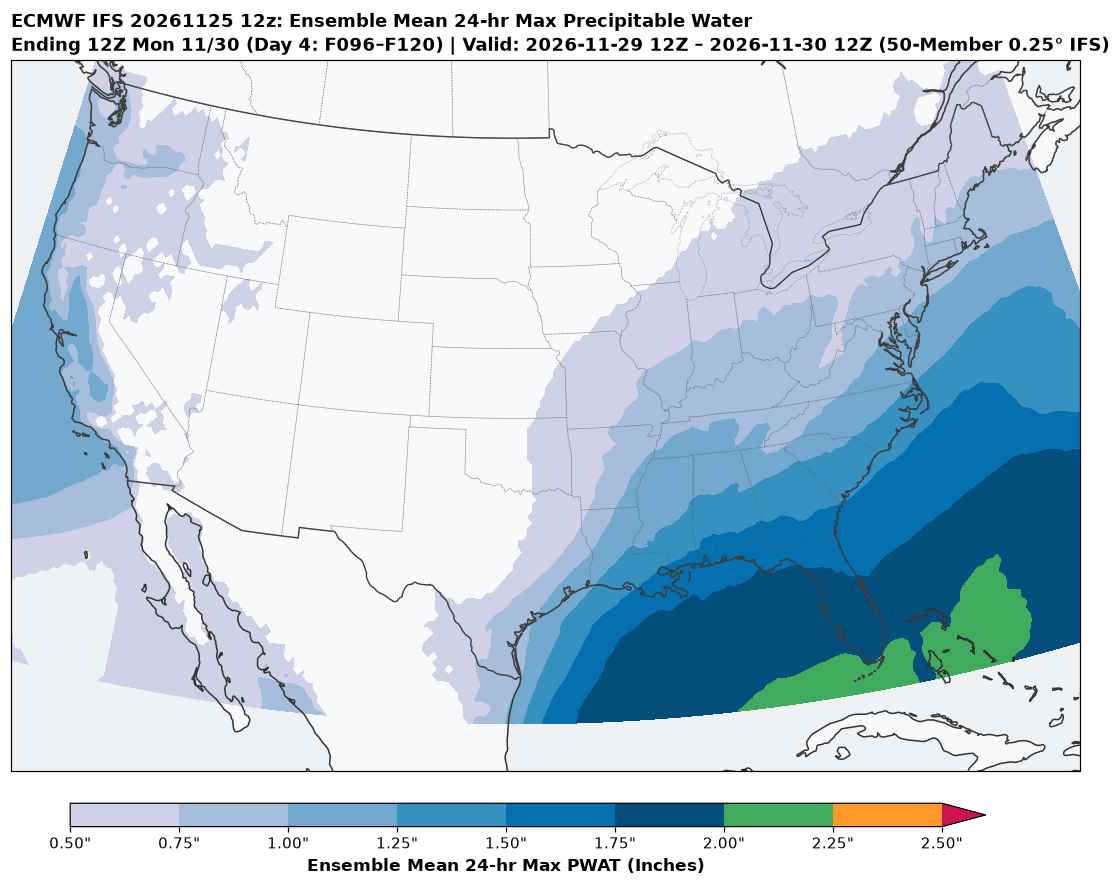 ECMWF IFS 20261125 12z: Ensemble Mean 24-hr Max Precipitable Water
Ending 12Z Mon 11/30 (Day 4: F096–F120) | Valid: 2026-11-29 12Z – 2026-11-30 12Z (50-Member 0.25° IFS)
0.50" 0.75" 1.00" 1.25" 1.50" 1.75" 2.00" 2.25" 2.50"
Ensemble Mean 24-hr Max PWAT (Inches)